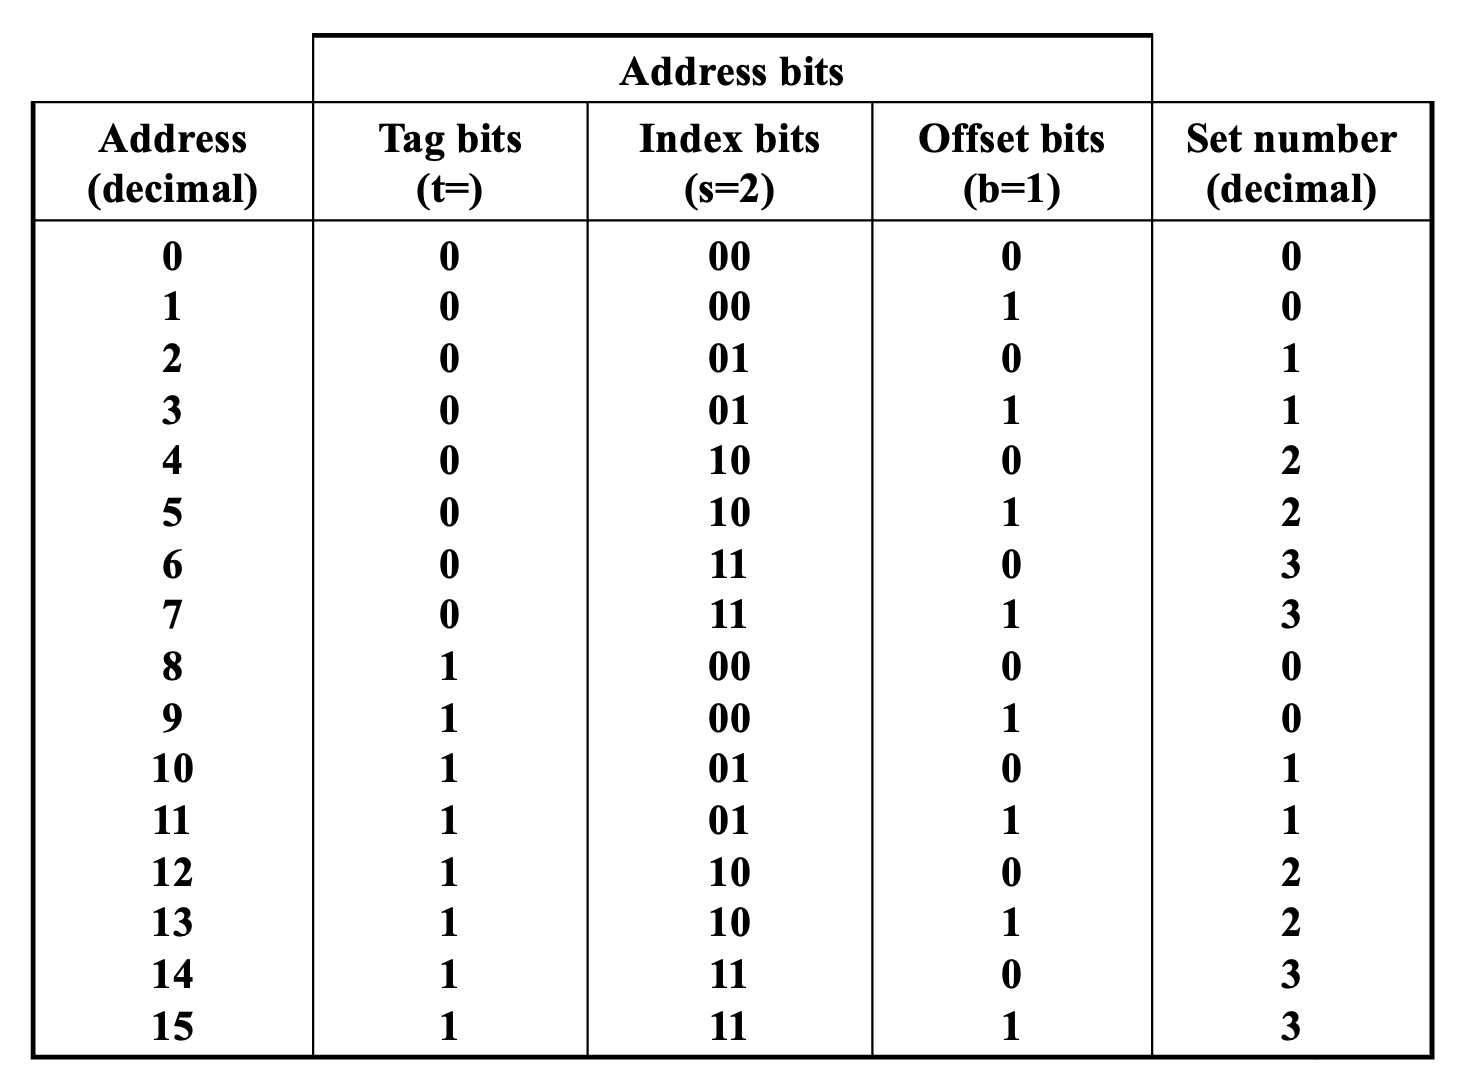 Address bits
Address Tag bits Index bits Offset bits Set number
(decimal) (t=) (s=2) (b=1) (decimal)
0 0 00 0 0
1 0 00 1 0
2 0 01 0 1
3 0 01 1 1
4 0 10 0 2
5 0 10 1 2
6 0 11 0 3
7 0 11 1 3
8 1 00 0 0
9 1 00 1 0
10 1 01 0 1
11 1 01 1 1
12 1 10 0 2
13 1 10 1 2
14 1 11 0 3
15 1 11 1 3